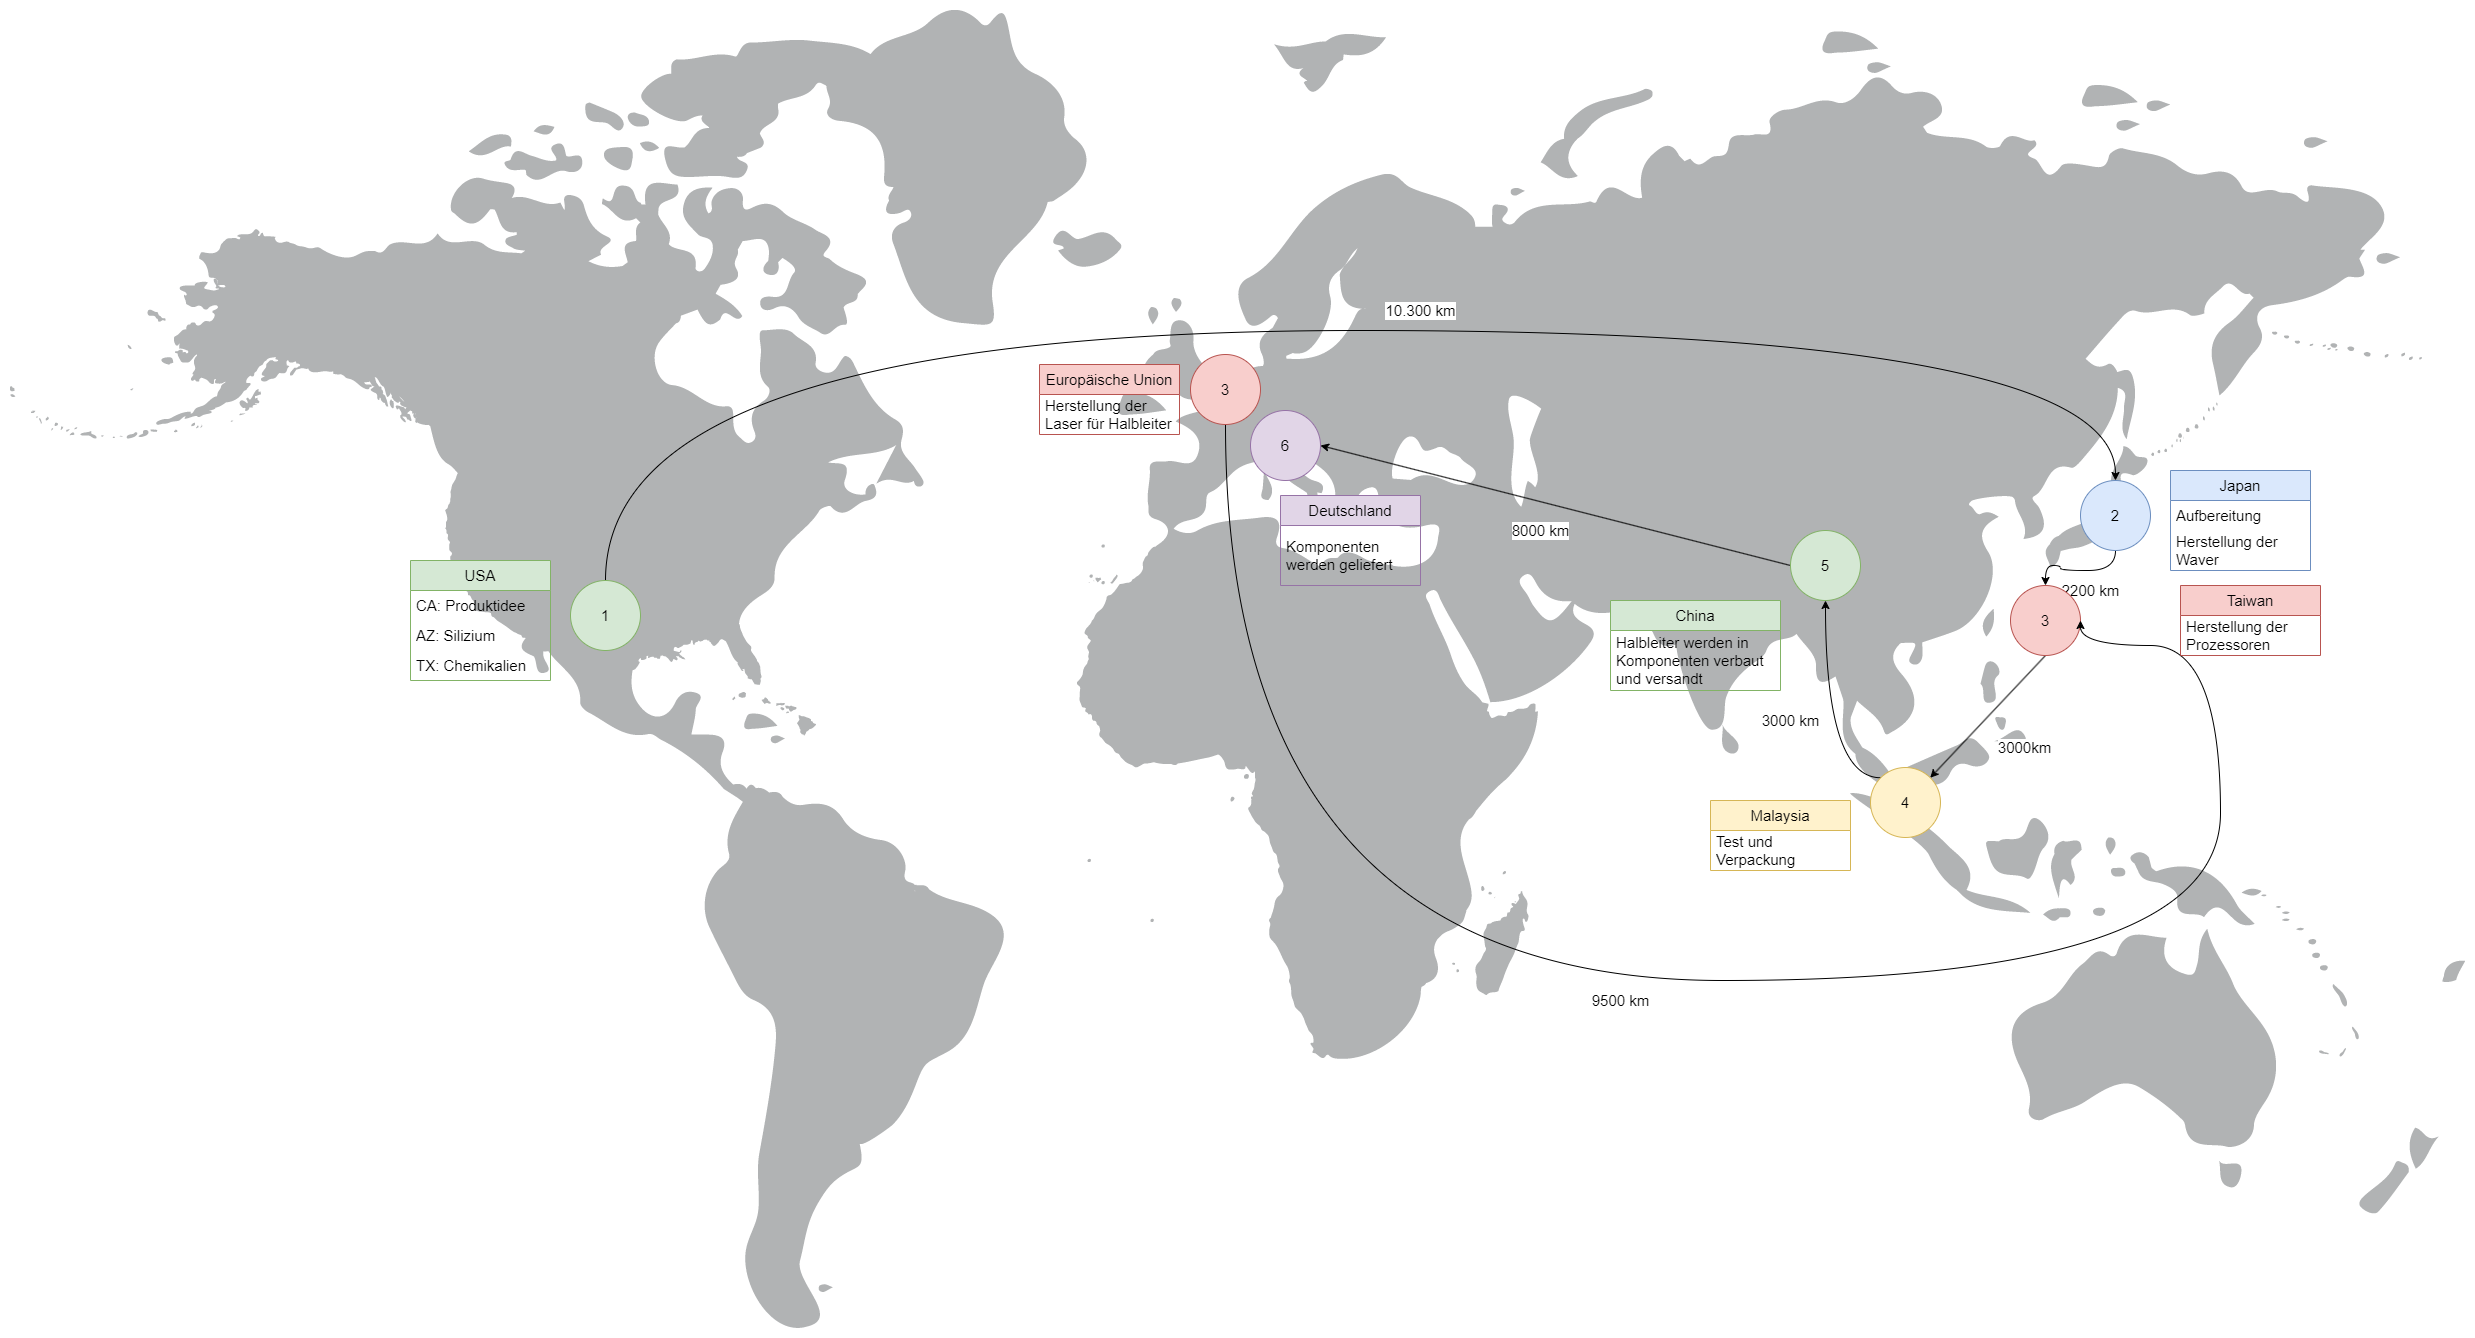 10.300 km
Europäische Union
Herstellung der
Laser für Halbleiter
3
6
Deutschland
Komponenten
werden geliefert
8000 km
Japan
Aufbereitung
Herstellung der
Waver
2
2200 km
USA
CA: Produktidee
AZ: Silizium
TX: Chemikalien
1
5
China
Halbleiter werden in
Komponenten verbaut
und versandt
3
Taiwan
Herstellung der
Prozessoren
3000 km
3000km
Malaysia
Test und
Verpackung
4
9500 km